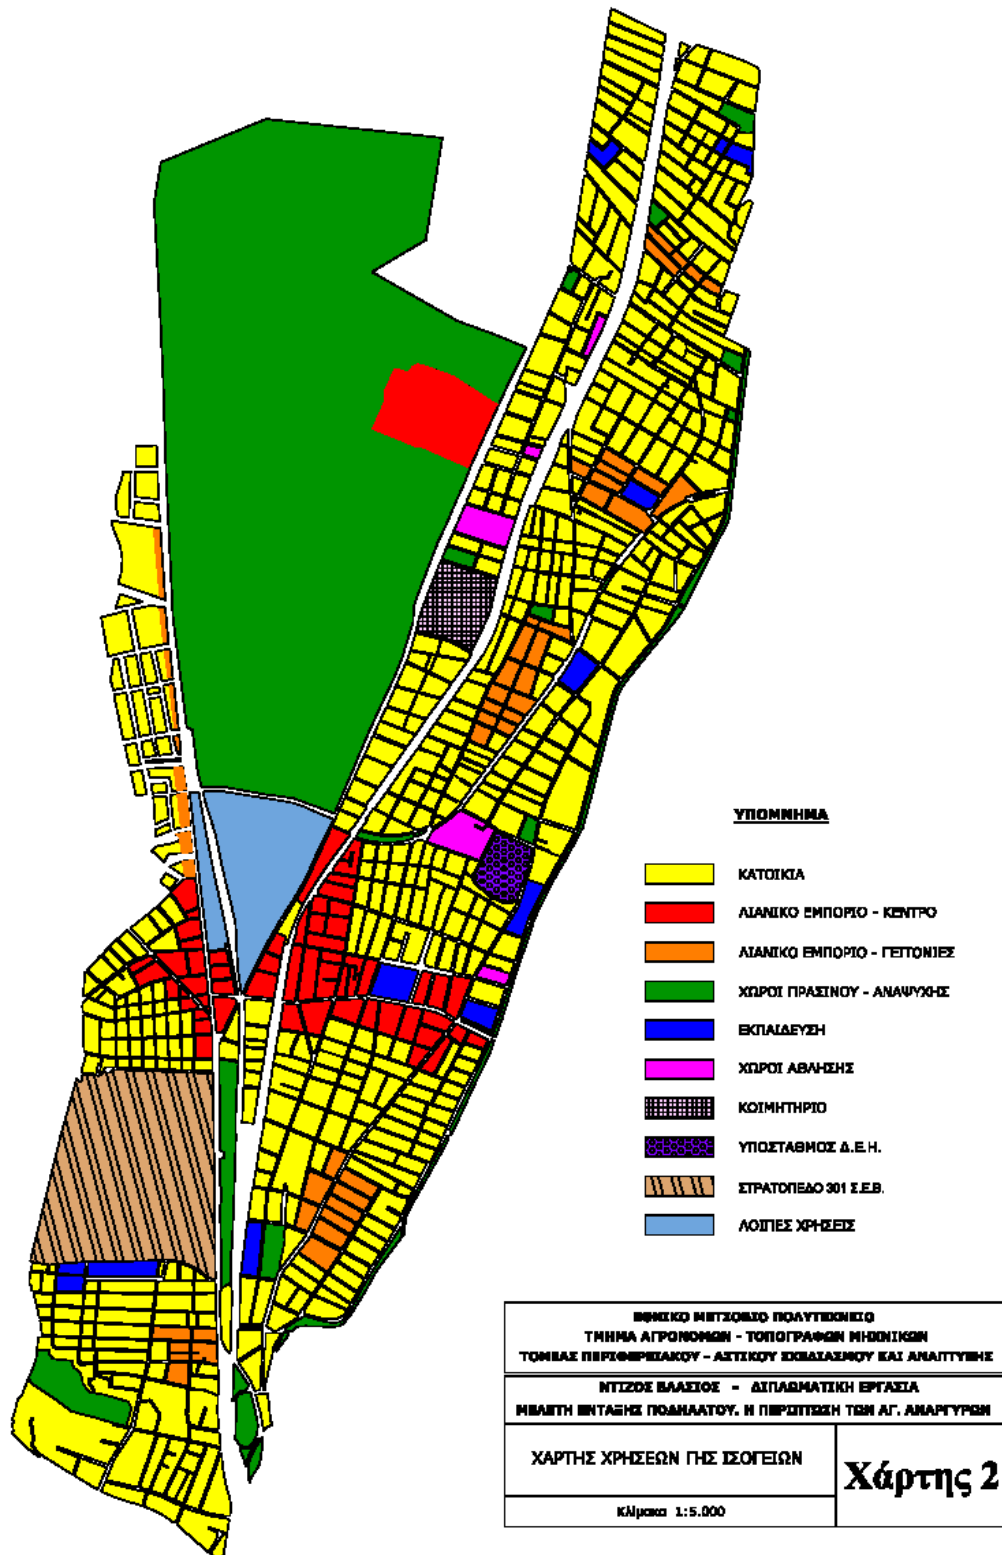 ΥΠΟΜΝΗΜΑ
ΚΑΤΟΙΚΙΑ
ΛΙΑΝΙΚΟ ΕΜΠΟΡΙΟ - ΚΕΝΤΡΟ
ΛΙΑΝΙΚΟ ΕΜΠΟΡΙΟ - ΓΕΙΤΟΝΙΕΣ
ΧΩΡΟΙ ΠΡΑΣΙΝΟΥ - ΑΝΑΨΥΧΗΣ
ΕΚΠΑΙΔΕΥΣΗ
ΧΩΡΟΙ ΑΘΛΗΣΗΣ
ΚΟΙΜΗΤΗΡΙΟ
ΥΠΟΣΤΑΘΜΟΣ Δ.Ε.Η.
ΣΤΡΑΤΟΠΕΔΟ 301 Σ.Ε.Β.
ΛΟΙΠΕΣ ΧΡΗΣΕΙΣ
ΕΘΝΙΚΟ ΜΕΤΣΟΒΙΟ ΠΟΛΥΤΕΧΝΕΙΟ
ΤΜΗΜΑ ΑΓΡΟΝΟΜΩΝ - ΤΟΠΟΓΡΑΦΩΝ ΜΗΧΝΙΚΩΝ
ΤΟΜΕΑΣ ΠΕΡΙΦΕΡΕΙΑΚΟΥ - ΑΣΤΙΚΟΥ ΣΧΕΔΙΑΣΜΟΥ ΚΑΙ ΑΝΑΠΤΥΞΗΣ
ΝΤΙΖΟΣ ΒΛΑΣΙΟΣ - ΔΙΠΛΩΜΑΤΙΚΗ ΕΡΓΑΣΙΑ
ΜΕΛΕΤΗ ΕΝΤΑΞΗΣ ΠΟΔΗΛΑΤΟΥ. Η ΠΕΡΙΠΤΩΣΗ ΤΩΝ ΑΓ. ΑΝΑΡΓΥΡΩΝ
ΧΑΡΤΗΣ ΧΡΗΣΕΩΝ ΓΗΣ ΙΣΟΓΕΙΩΝ
Χάρτης 2
Κλίμακα 1:5.000